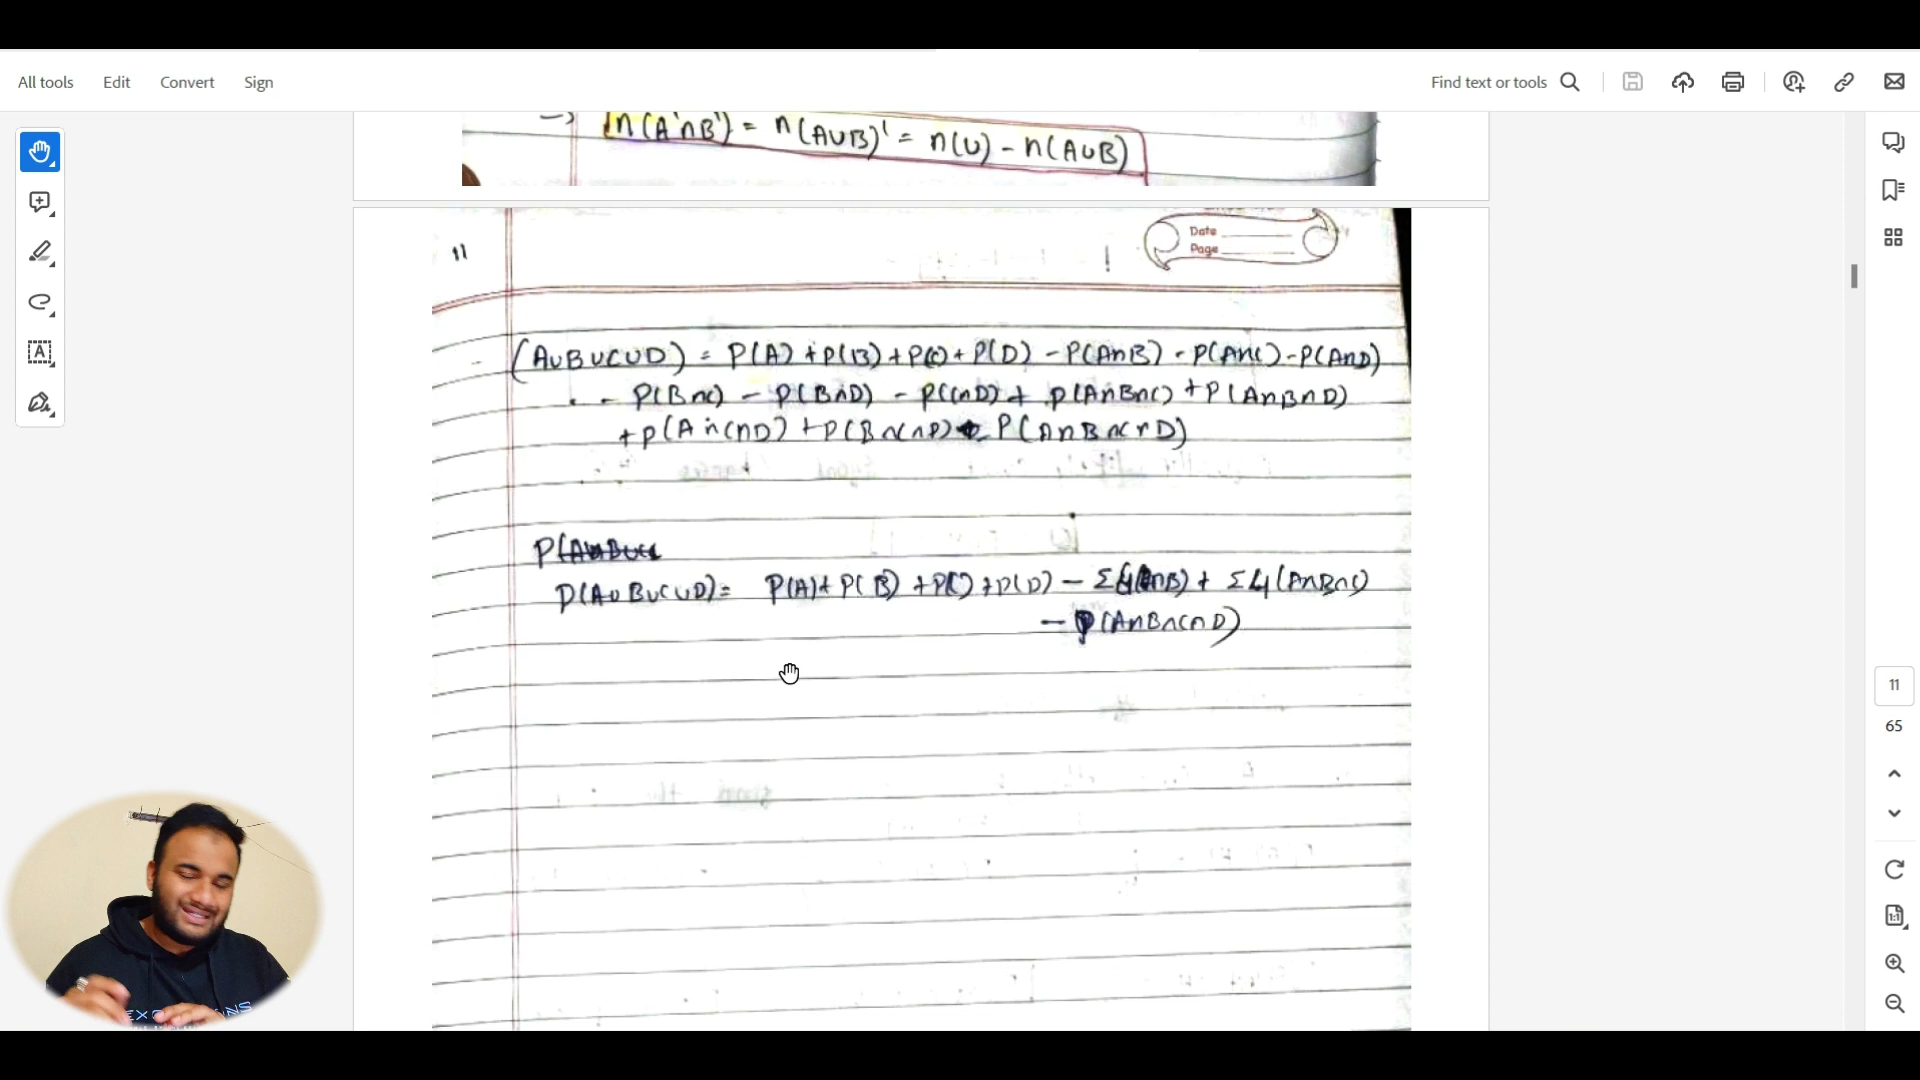 All tools Edit Convert Sign Find text or tools
n(A'∩B') = n(A∪B)' = n(U) - n(A∪B)
11
Date
Page
(A∪B∪C∪D) = P(A) + P(B) + P(C) + P(D) - P(A∩B) - P(A∩C) - P(A∩D)
- P(B∩C) - P(B∩D) - P(C∩D) + P(A∩B∩C) + P(A∩B∩D)
+ P(A∩C∩D) + P(B∩C∩D) - P(A∩B∩C∩D)
P(A∪B∪C
P(A∪B∪C∪D) = P(A) + P(B) + P(C) + P(D) - Σ (A∩B) + Σ (A∩B∩C)
- P(A∩B∩C∩D)
11
65